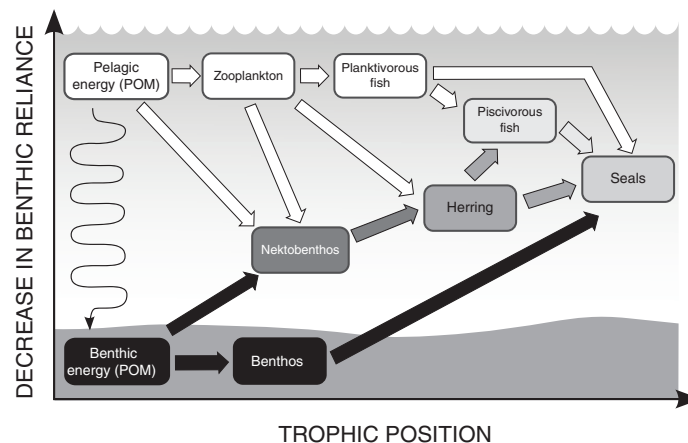 DECREASE IN BENTHIC RELIANCE
Pelagic
energy (POM)
Zooplankton
Planktivorous
fish
Piscivorous
fish
Seals
Herring
Nektobenthos
Benthic
energy (POM)
Benthos
TROPHIC POSITION